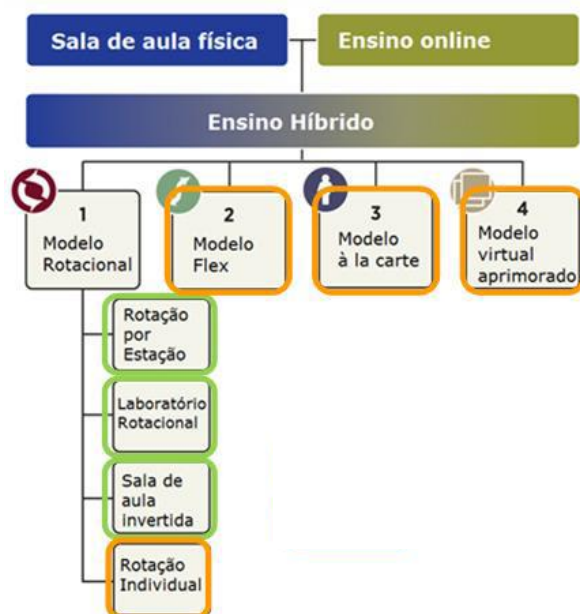 Sala de aula física
Ensino online
Ensino Híbrido
1
Modelo
Rotacional
2
Modelo
Flex
3
Modelo
à la carte
4
Modelo
virtual
aprimorado
Rotação
por
Estação
Laboratório
Rotacional
Sala de
aula
invertida
Rotação
Individual